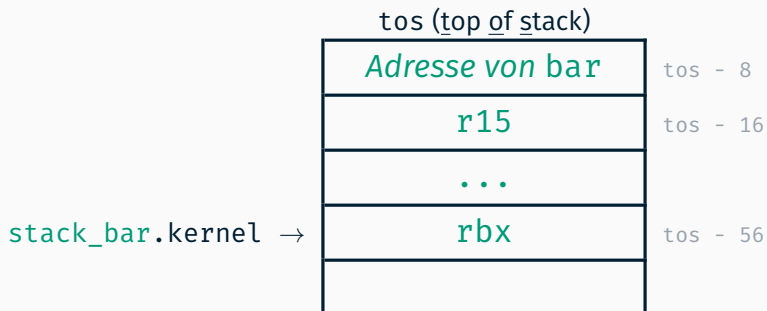 tos (top of stack)
Adresse von bar tos - 8
r15 tos - 16
...
stack_bar.kernel → rbx tos - 56